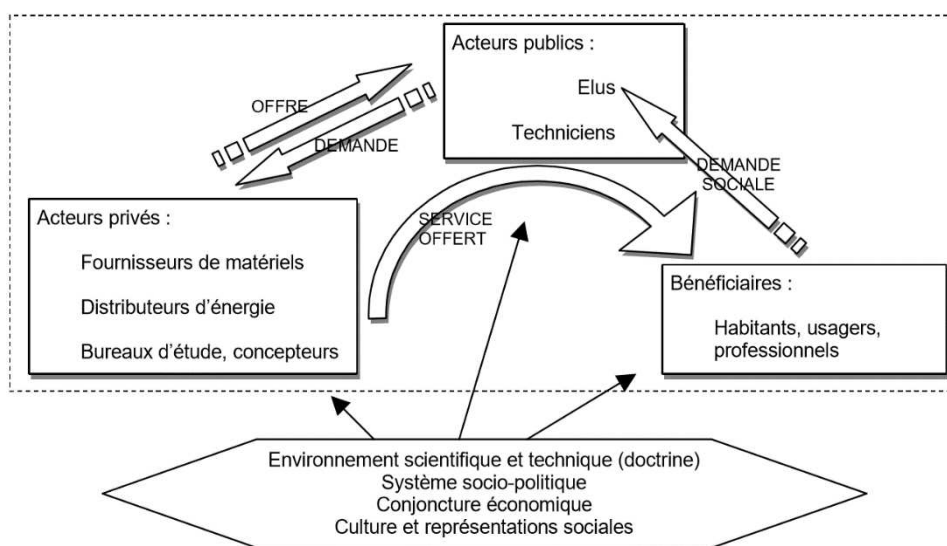 Acteurs publics :
Elus
Techniciens
OFFRE
DEMANDE
DEMANDE
SOCIALE
Acteurs privés :
Fournisseurs de matériels
Distributeurs d'énergie
Bureaux d'étude, concepteurs
SERVICE
OFFERT
Bénéficiaires :
Habitants, usagers,
professionnels
Environnement scientifique et technique (doctrine)
Système socio-politique
Conjoncture économique
Culture et représentations sociales